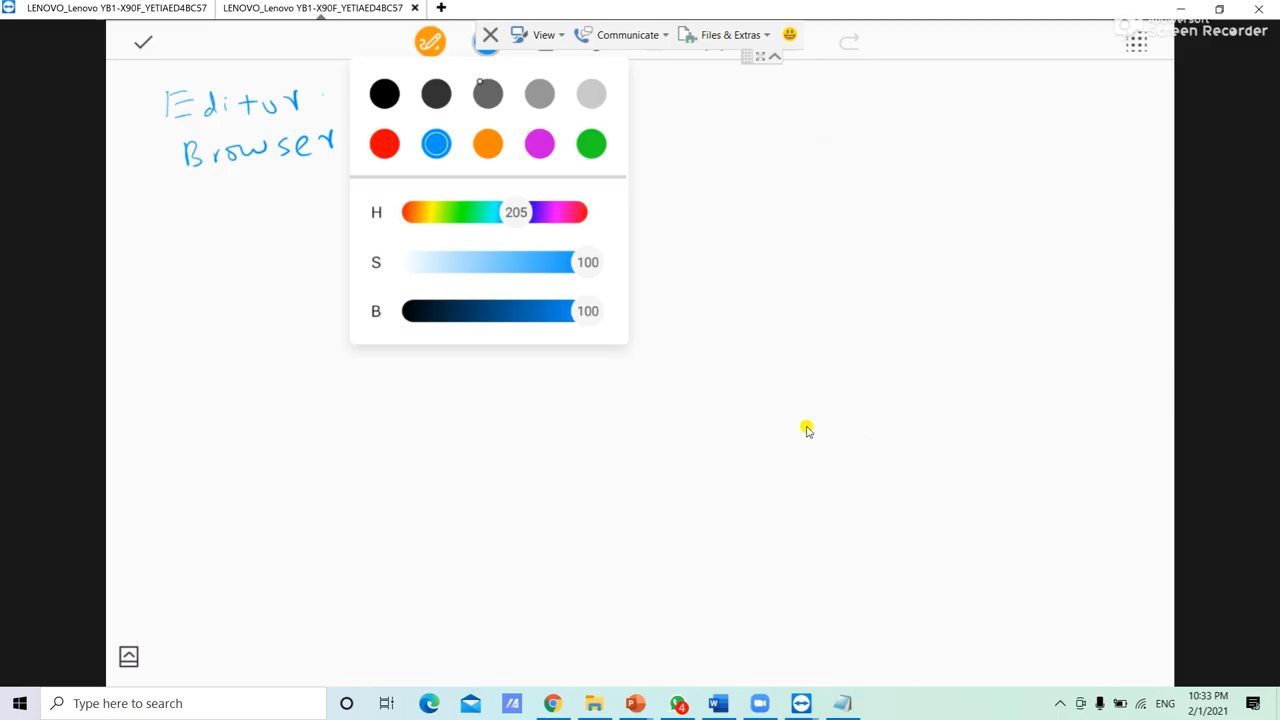 LENOVO_Lenovo YB1-X90F_YETIAED4BC57 LENOVO_Lenovo YB1-X90F_YETIAED4BC57
View Communicate Files & Extras
Screen Recorder
Editor
Browser
H 205
S 100
B 100
Type here to search
4
ENG
10:33 PM
2/1/2021